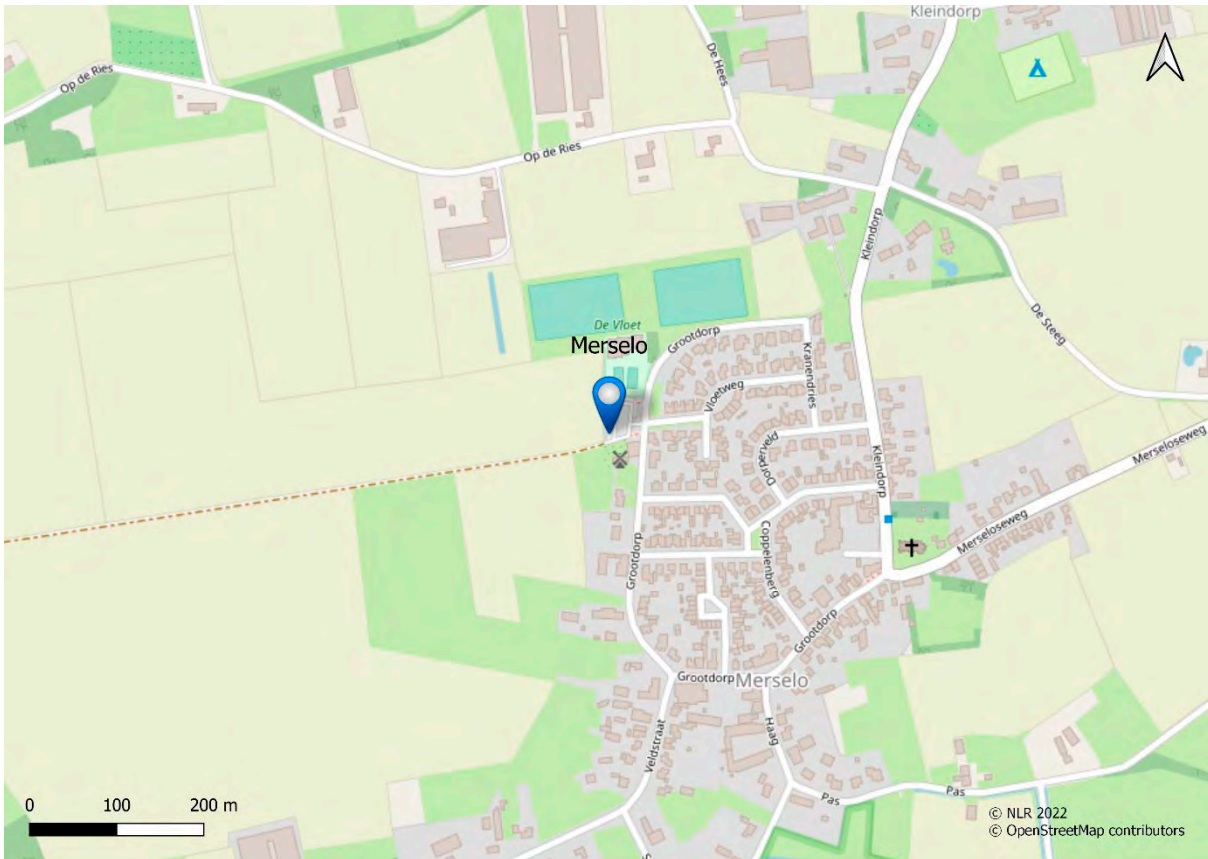 Kleindorp
Op de Ries
De Hees
Op de Ries
Kleindorp
De Steeg
De Vloet
Merselo
Grootdorp
Kranendries
Vloetweg
Dorperveld
Kleindorp
Merseloseweg
Merseloseweg
Coppelenberg
Grootdorp
Grootdorp
Grootdorp
Merselo
Veldstraat
Haag
Pas
Pas
S
0 100 200 m
© NLR 2022
© OpenStreetMap contributors